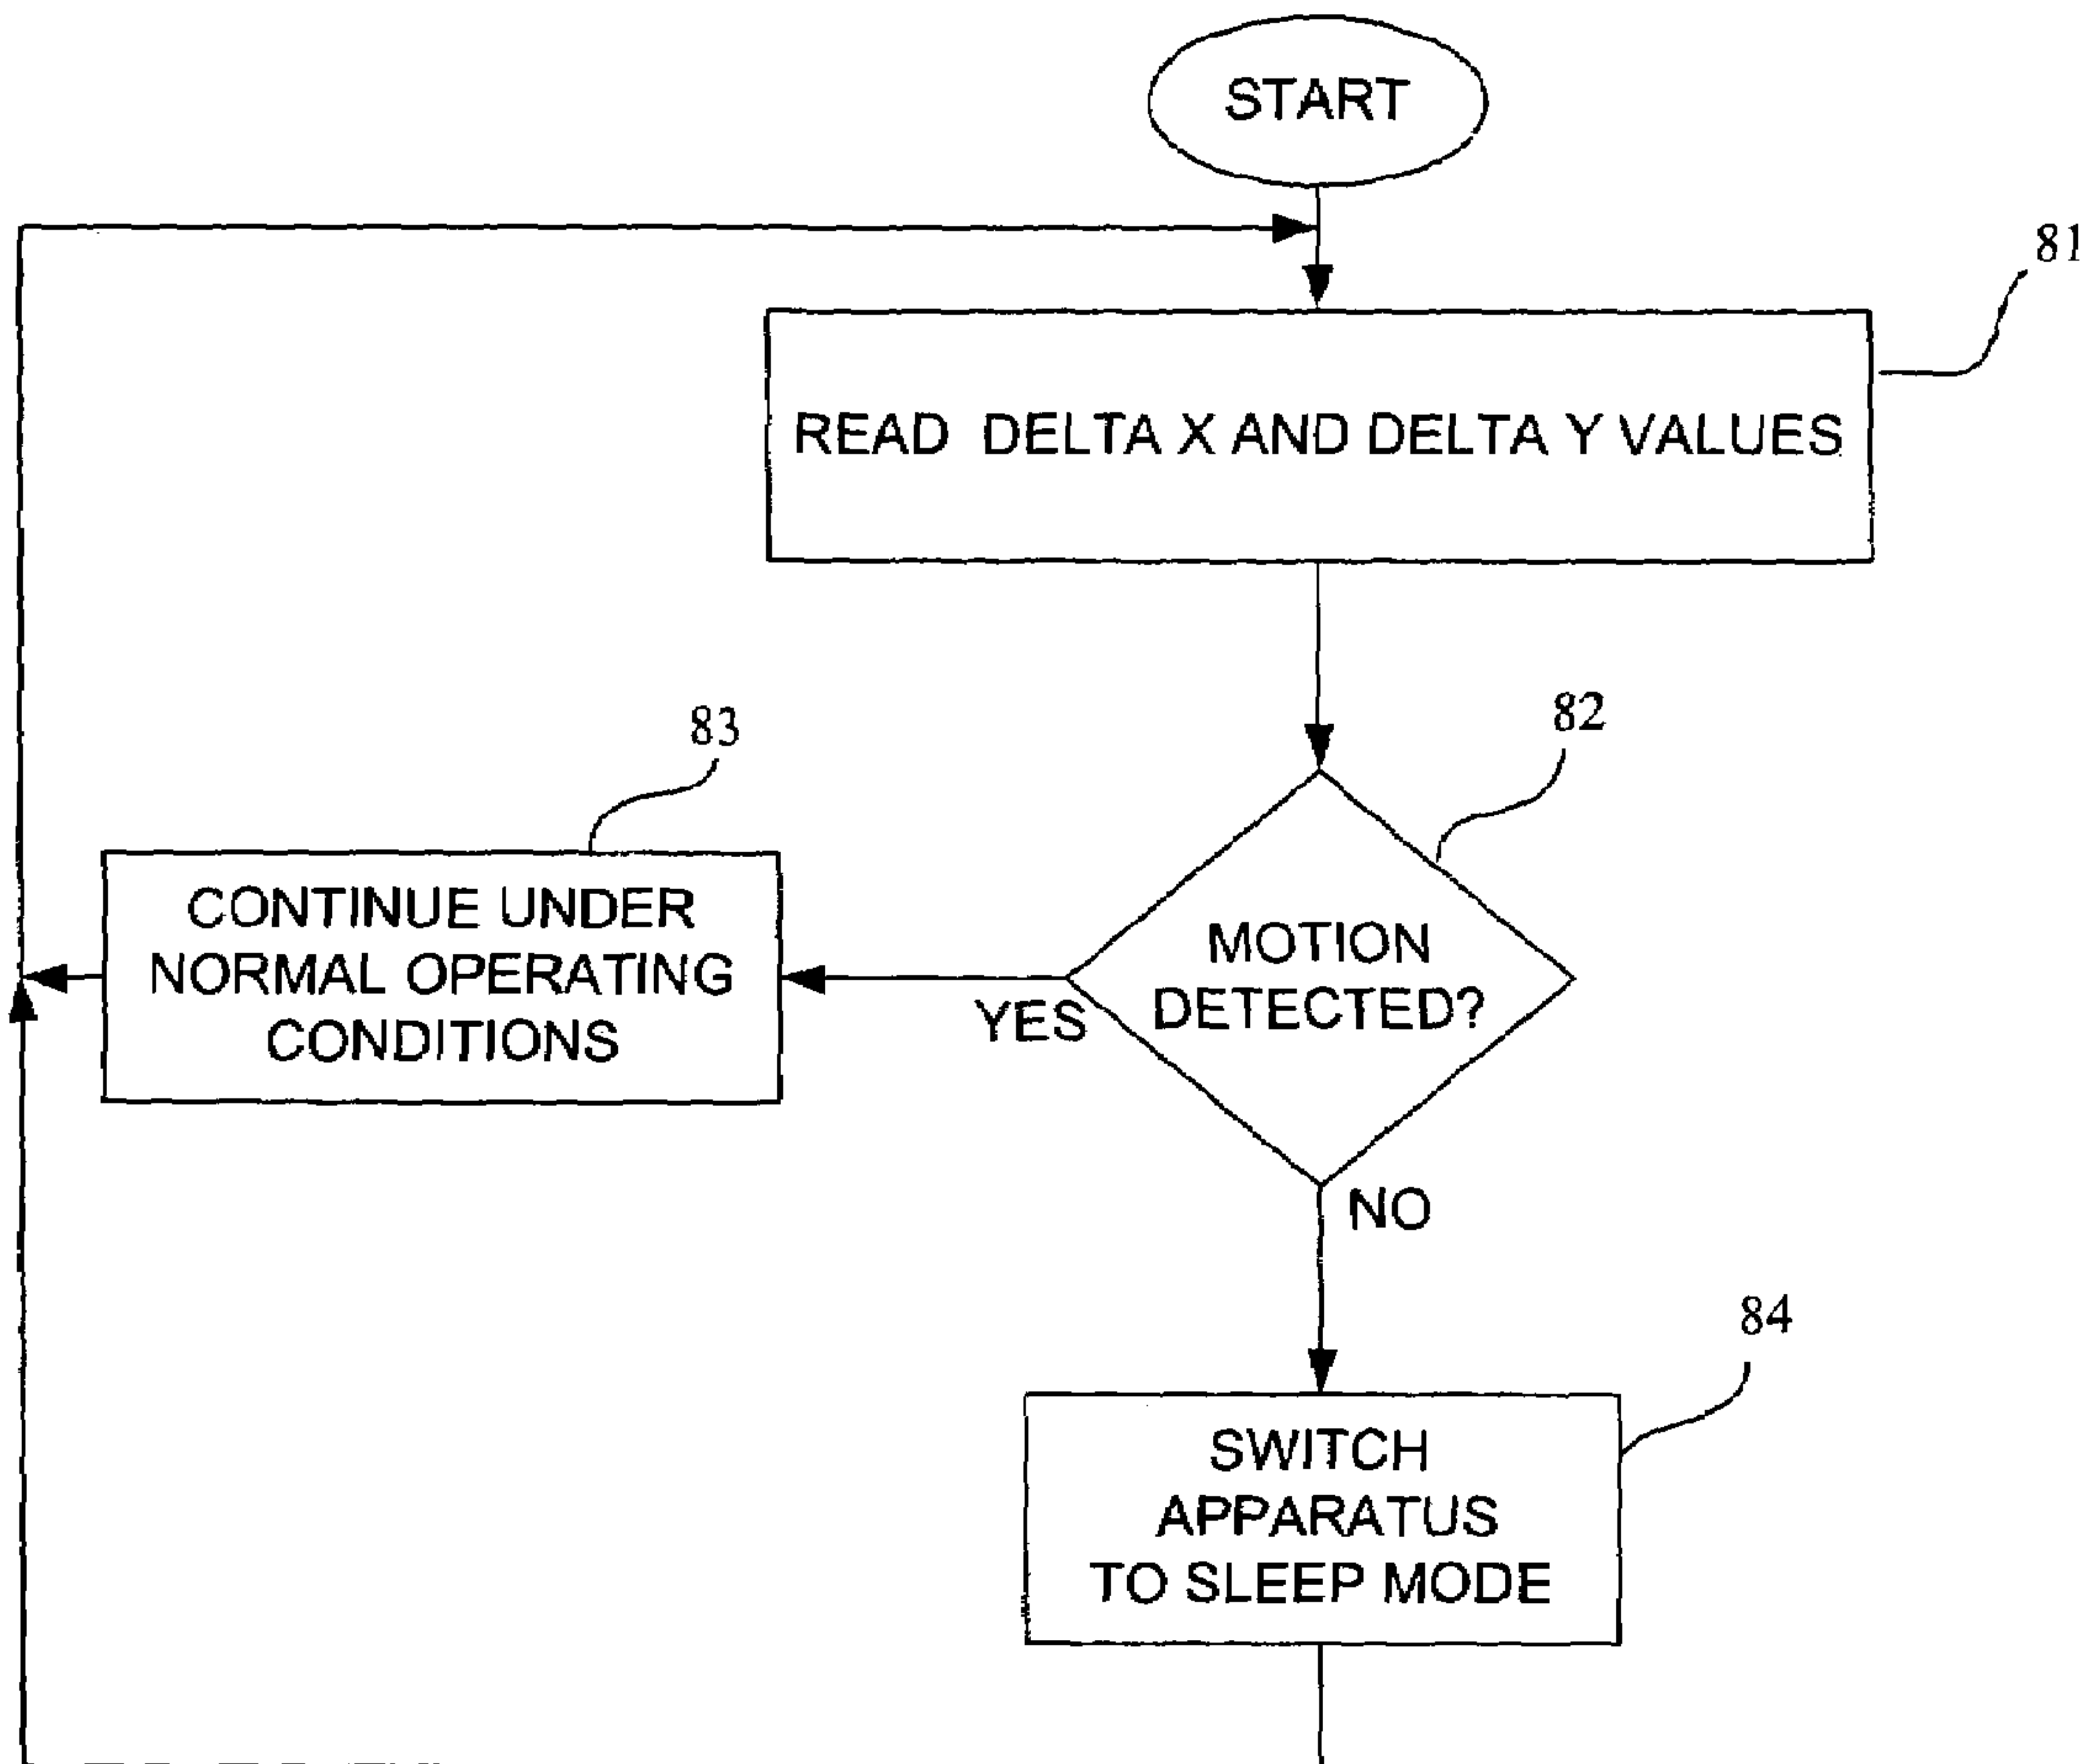 START
81
READ DELTA X AND DELTA Y VALUES
82
83
CONTINUE UNDER
NORMAL OPERATING
CONDITIONS
MOTION
DETECTED?
YES
NO
84
SWITCH
APPARATUS
TO SLEEP MODE